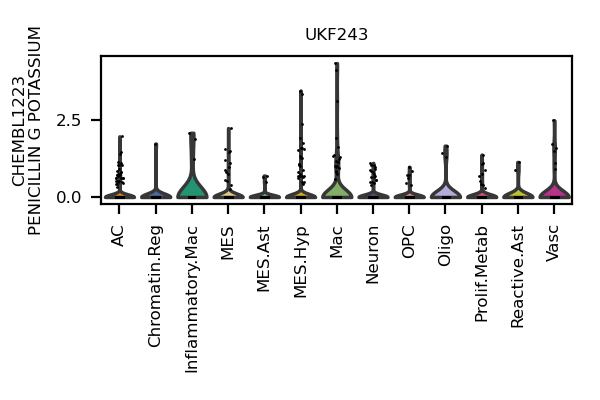 UKF243
CHEMBL1223
PENICILLIN G POTASSIUM
2.5
0.0
AC
Chromatin.Reg
Inflammatory.Mac
MES
MES.Ast
MES.Hyp
Mac
Neuron
OPC
Oligo
Prolif.Metab
Reactive.Ast
Vasc